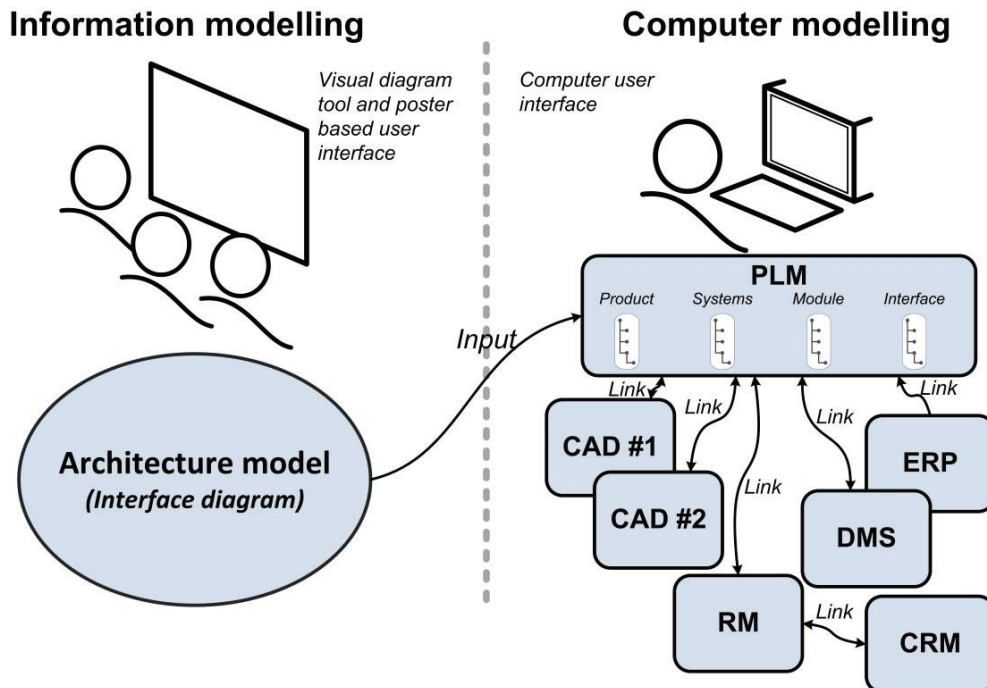 Information modelling
Visual diagram
tool and poster
based user
interface
Input
Architecture model
(Interface diagram)
Computer modelling
Computer user
interface
PLM
Product
Systems
Module
Interface
Link
Link
Link
Link
Link
CAD #1
CAD #2
ERP
DMS
RM
Link
CRM